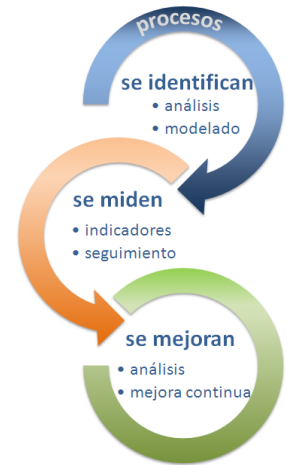 procesos
se identifican
• análisis
• modelado
se miden
• indicadores
• seguimiento
se mejoran
• análisis
• mejora continua